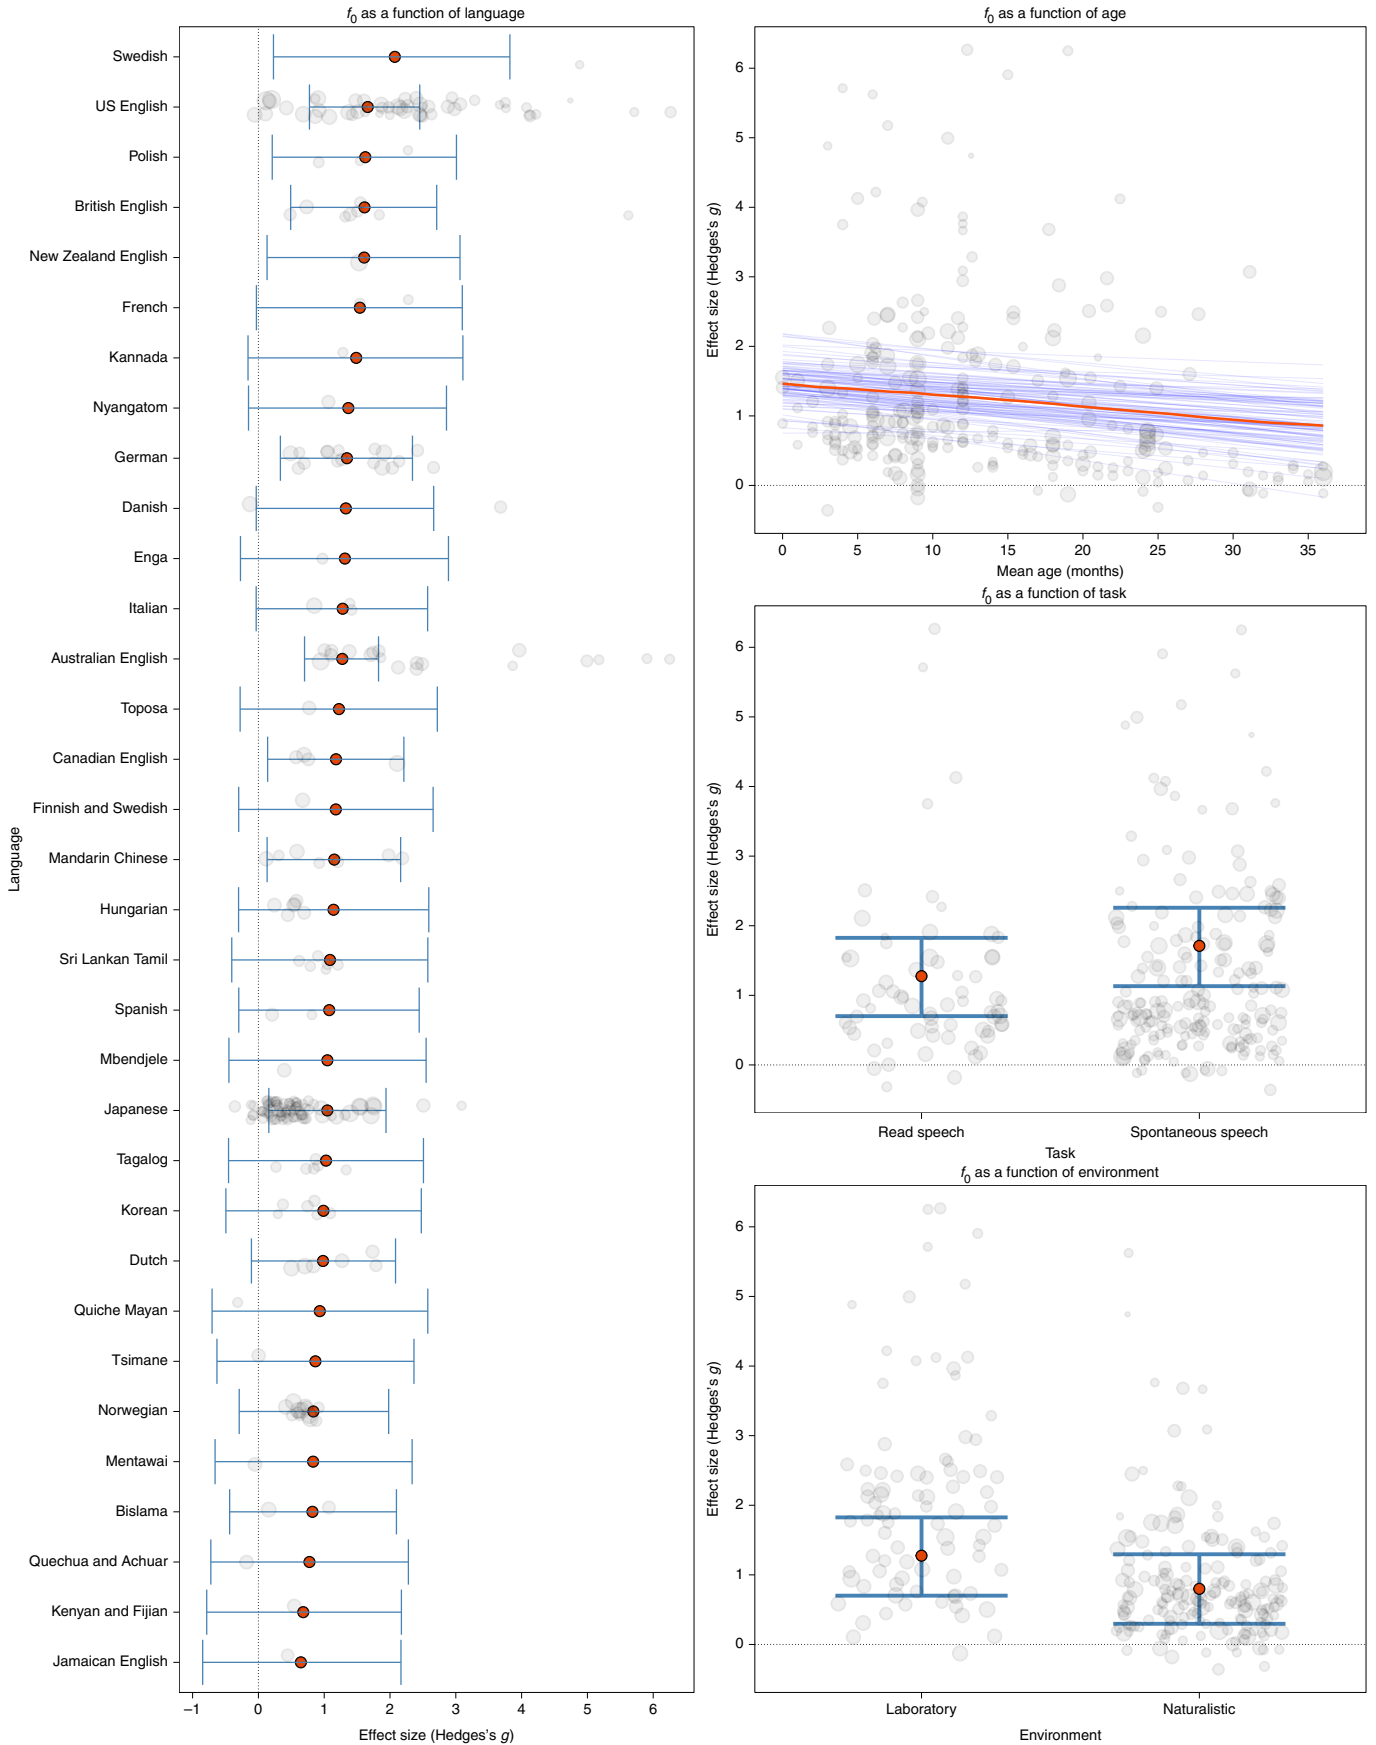 f0 as a function of language
Swedish
US English
Polish
British English
New Zealand English
French
Kannada
Nyangatom
German
Danish
Enga
Italian
Australian English
Toposa
Canadian English
Finnish and Swedish
Mandarin Chinese
Hungarian
Sri Lankan Tamil
Spanish
Mbendjele
Japanese
Tagalog
Korean
Dutch
Quiche Mayan
Tsimane
Norwegian
Mentawai
Bislama
Quechua and Achuar
Kenyan and Fijian
Jamaican English
Language
−1 0 1 2 3 4 5 6
Effect size (Hedges's g)
f0 as a function of age
6
5
4
3
2
1
0
Effect size (Hedges's g)
0 5 10 15 20 25 30 35
Mean age (months)
f0 as a function of task
6
5
4
3
2
1
0
Effect size (Hedges's g)
Read speech Spontaneous speech
Task
f0 as a function of environment
6
5
4
3
2
1
0
Effect size (Hedges's g)
Laboratory Naturalistic
Environment